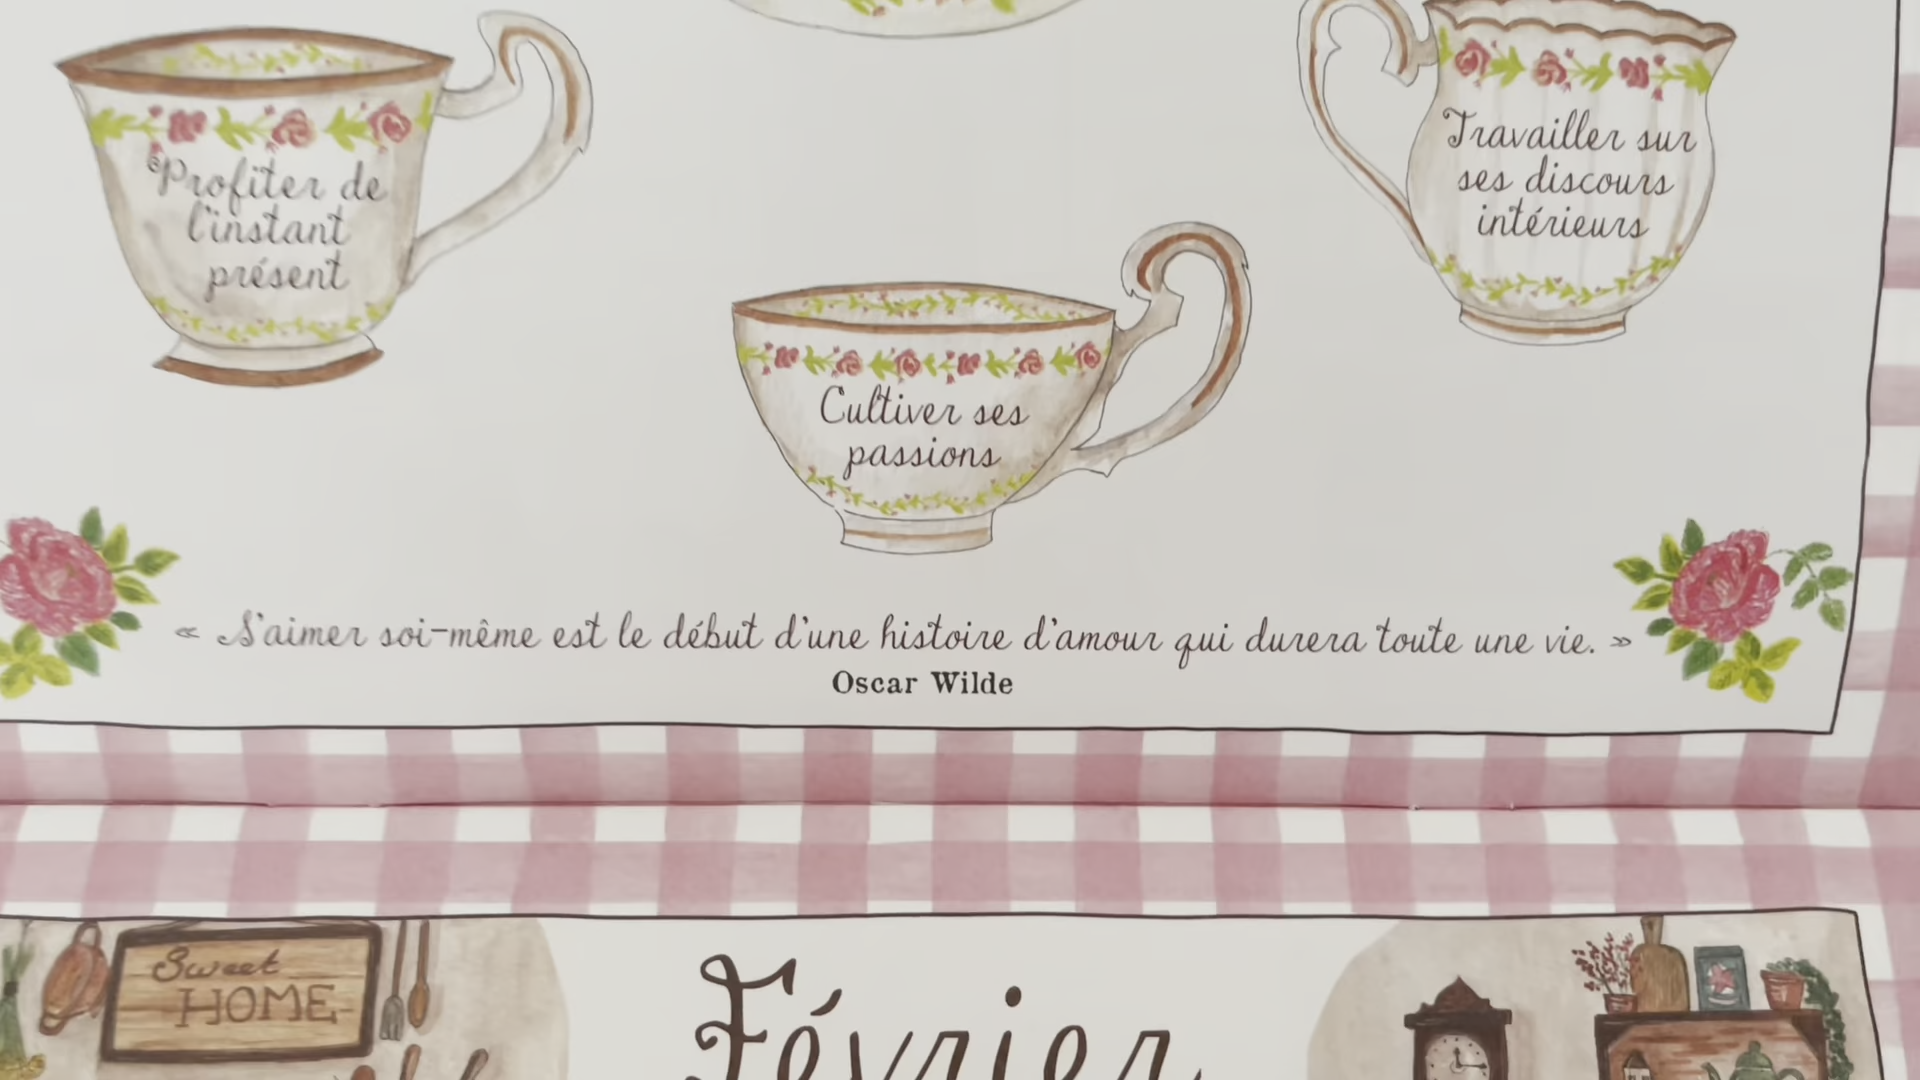 Profiter de
l'instant
présent
Travailler sur
ses discours
intérieurs
Cultiver ses
passions
« S'aimer soi-même est le début d'une histoire d'amour qui durera toute une vie. »
Oscar Wilde
Sweet
HOME
Février